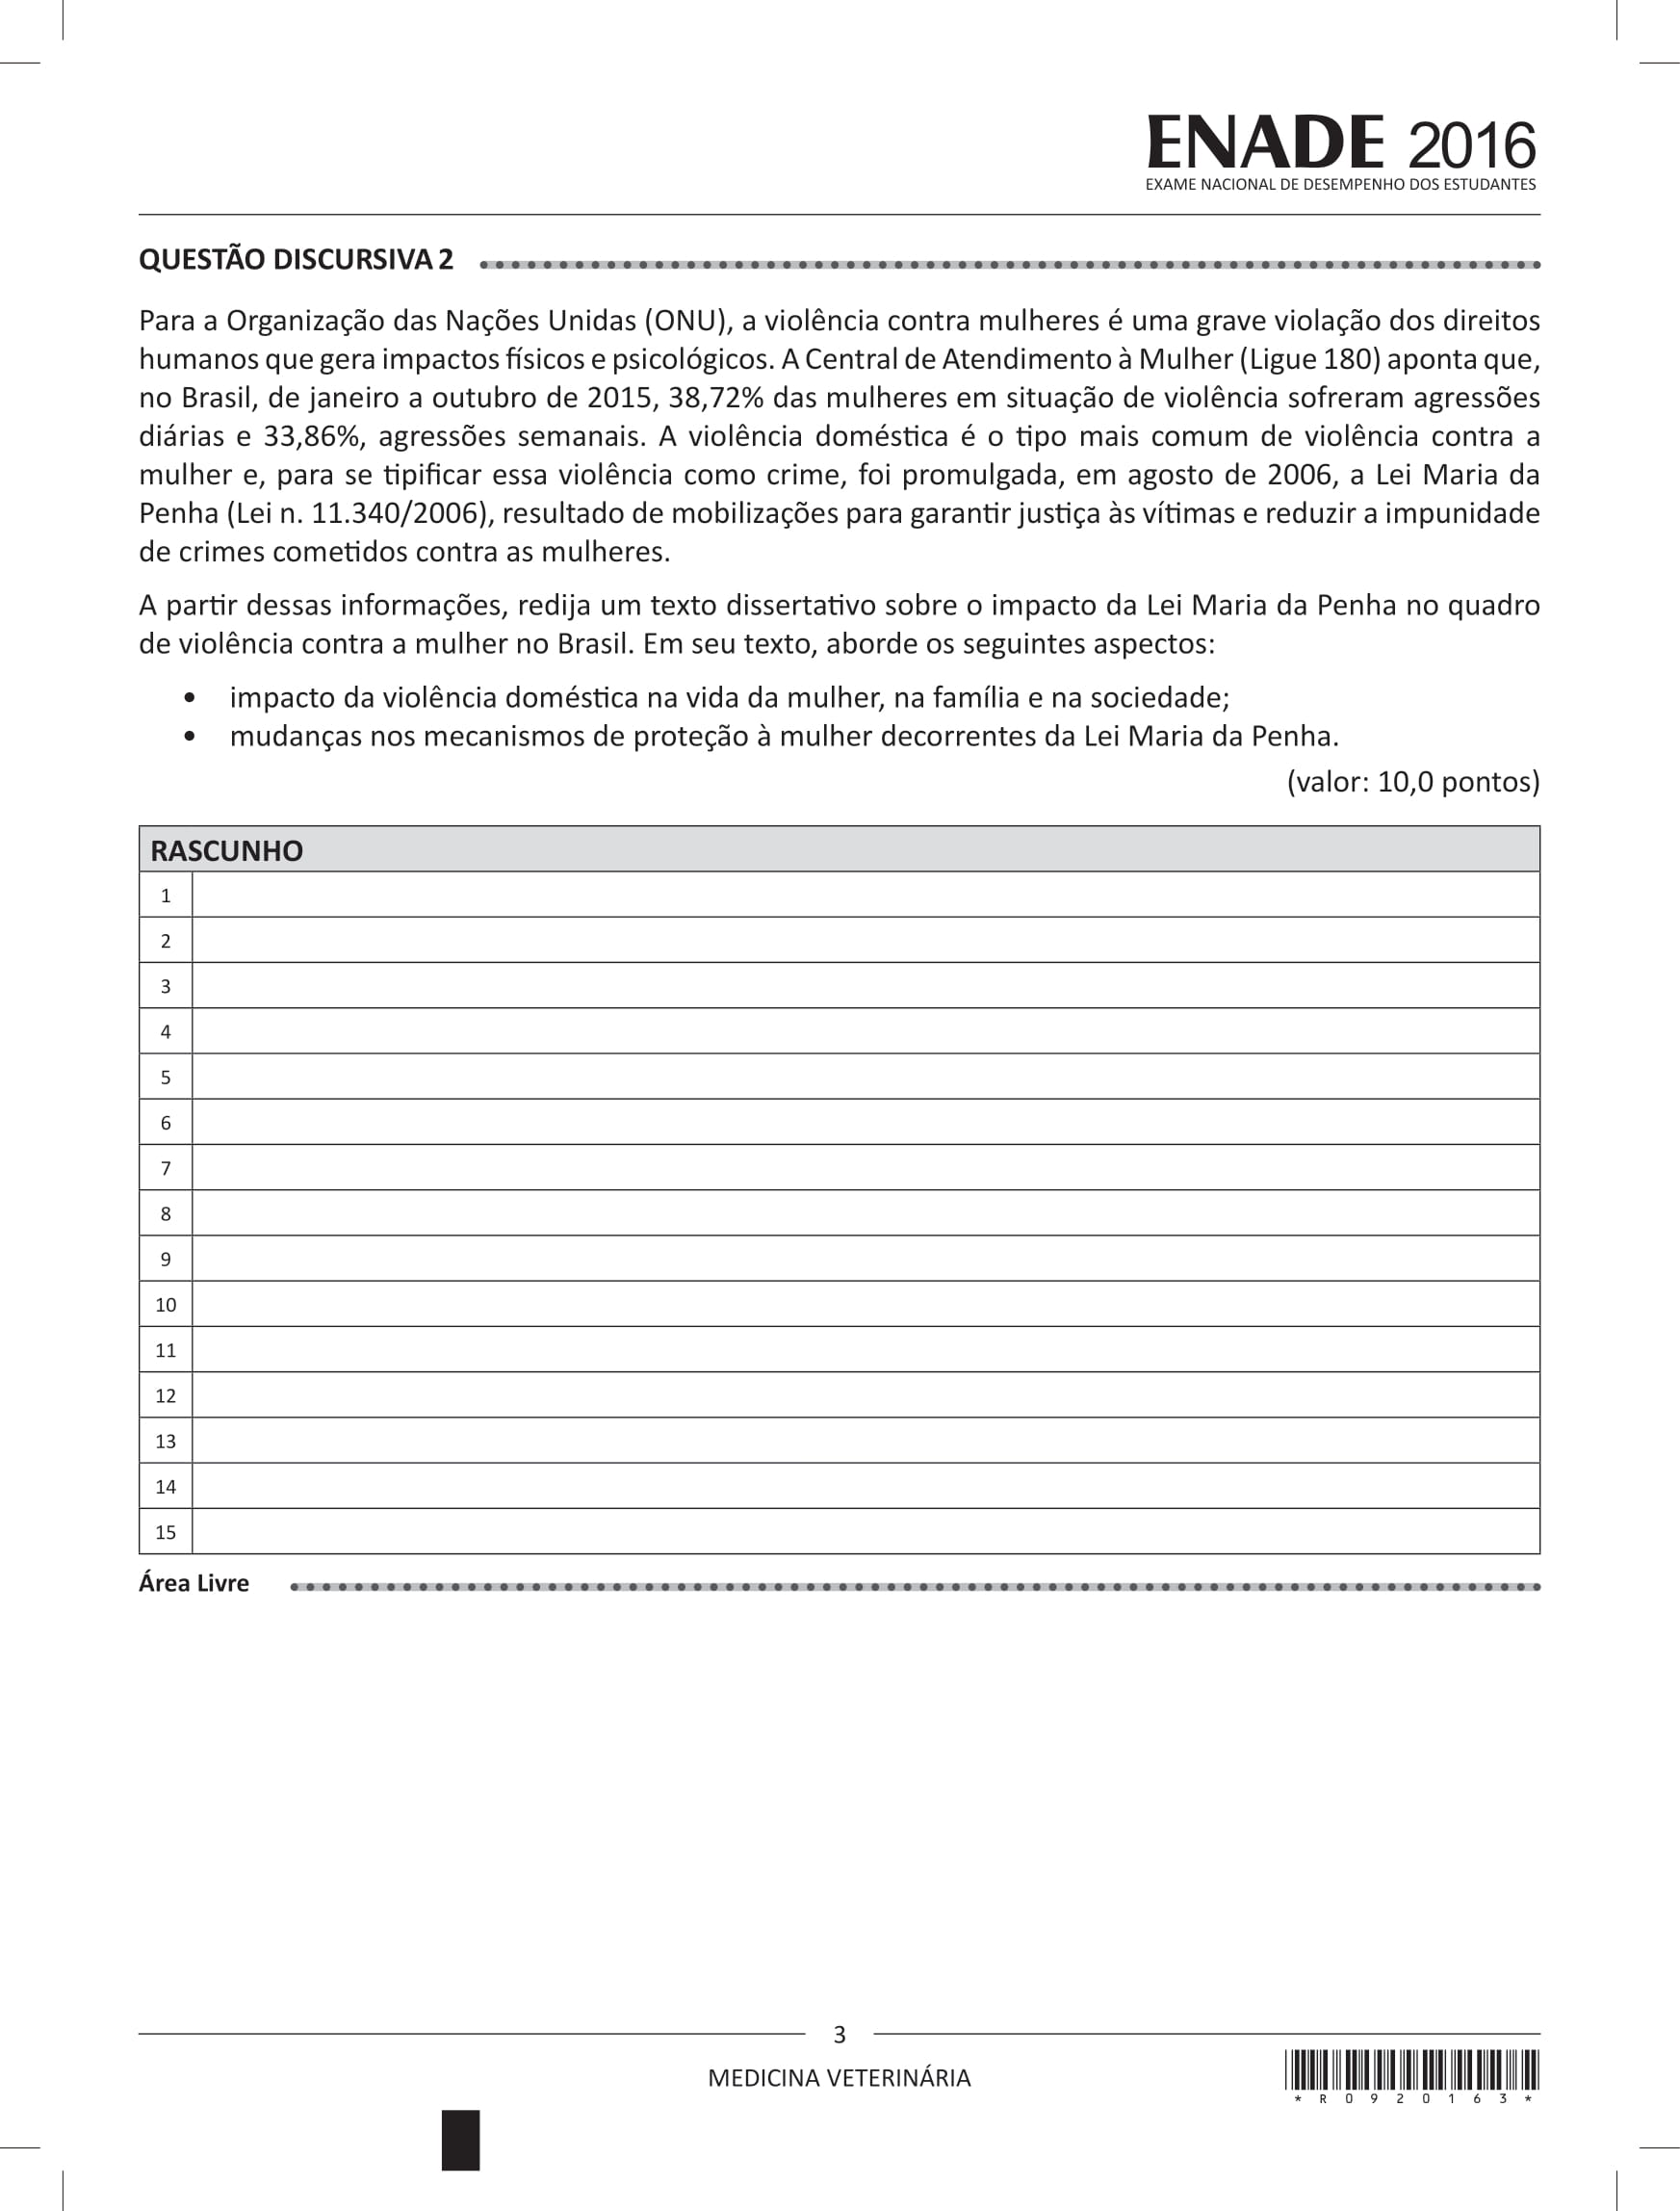 ENADE 2016
EXAME NACIONAL DE DESEMPENHO DOS ESTUDANTES
QUESTÃO DISCURSIVA 2
Para a Organização das Nações Unidas (ONU), a violência contra mulheres é uma grave violação dos direitos
humanos que gera impactos físicos e psicológicos. A Central de Atendimento à Mulher (Ligue 180) aponta que,
no Brasil, de janeiro a outubro de 2015, 38,72% das mulheres em situação de violência sofreram agressões
diárias e 33,86%, agressões semanais. A violência doméstica é o tipo mais comum de violência contra a
mulher e, para se tipificar essa violência como crime, foi promulgada, em agosto de 2006, a Lei Maria da
Penha (Lei n. 11.340/2006), resultado de mobilizações para garantir justiça às vítimas e reduzir a impunidade
de crimes cometidos contra as mulheres.
A partir dessas informações, redija um texto dissertativo sobre o impacto da Lei Maria da Penha no quadro
de violência contra a mulher no Brasil. Em seu texto, aborde os seguintes aspectos:
• impacto da violência doméstica na vida da mulher, na família e na sociedade;
• mudanças nos mecanismos de proteção à mulher decorrentes da Lei Maria da Penha.
(valor: 10,0 pontos)
RASCUNHO
1
2
3
4
5
6
7
8
9
10
11
12
13
14
15
Área Livre
3
MEDICINA VETERINÁRIA
* R 0 9 2 0 1 6 3 *